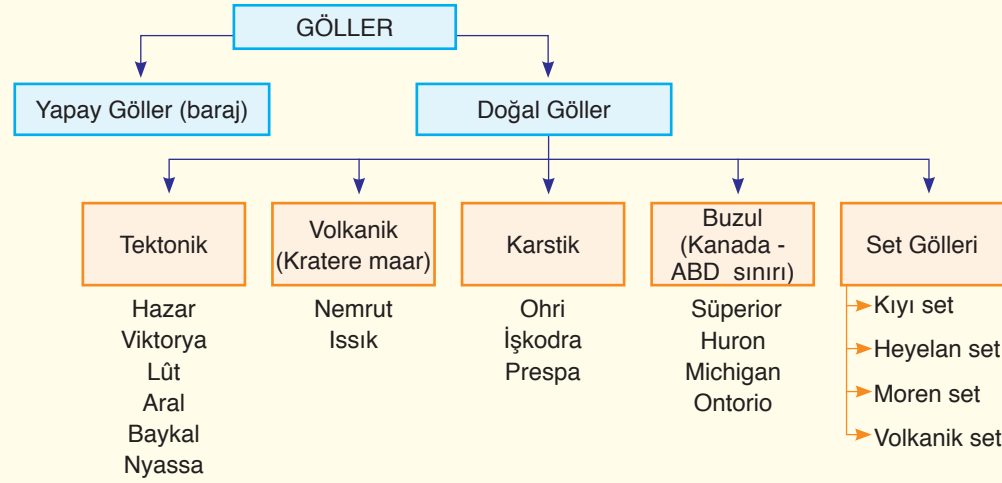 GÖLLER
Yapay Göller (baraj)
Doğal Göller
Tektonik
Hazar
Viktorya
Lût
Aral
Baykal
Nyassa
Volkanik
(Kratere maar)
Nemrut
Issık
Karstik
Ohri
İşkodra
Prespa
Buzul
(Kanada -
ABD sınırı)
Süperior
Huron
Michigan
Ontorio
Set Gölleri
Kıyı set
Heyelan set
Moren set
Volkanik set